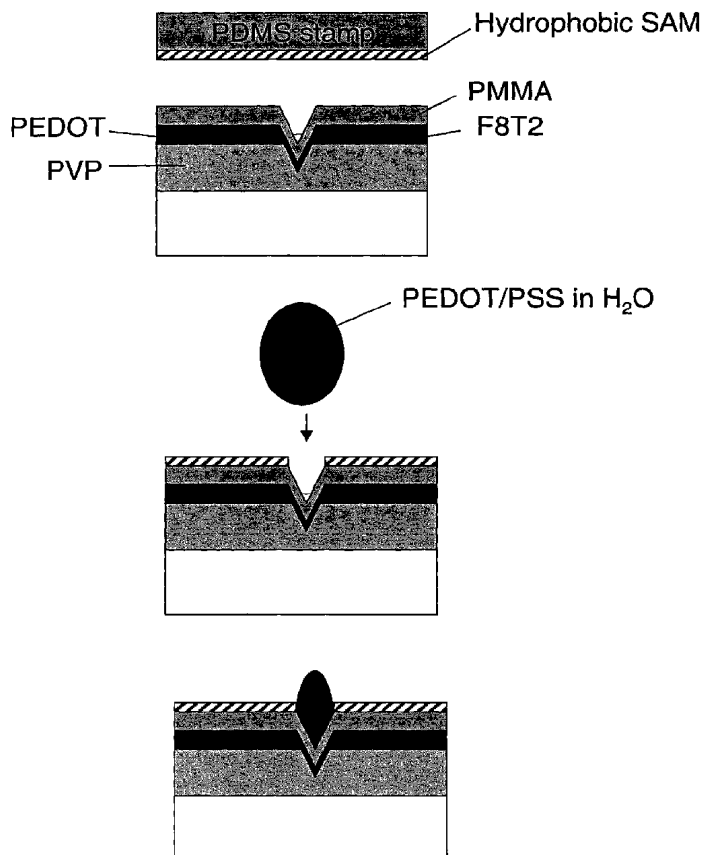 PDMS stamp
Hydrophobic SAM
PMMA
PEDOT
F8T2
PVP
PEDOT/PSS in H₂O